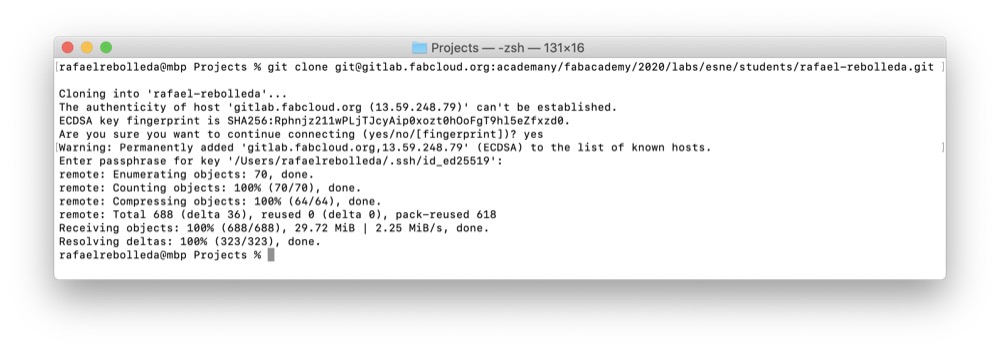 Projects — -zsh — 131×16
rafaelrebolleda@mbp Projects % git clone git@gitlab.fabcloud.org:academany/fabacademy/2020/labs/esne/students/rafael-rebolleda.git
Cloning into 'rafael-rebolleda'...
The authenticity of host 'gitlab.fabcloud.org (13.59.248.79)' can't be established.
ECDSA key fingerprint is SHA256:Rphnjz211wPLjTJcyAip0xozt0hOoFgT9hl5eZfxzd0.
Are you sure you want to continue connecting (yes/no/[fingerprint])? yes
Warning: Permanently added 'gitlab.fabcloud.org,13.59.248.79' (ECDSA) to the list of known hosts.
Enter passphrase for key '/Users/rafaelrebolleda/.ssh/id_ed25519':
remote: Enumerating objects: 70, done.
remote: Counting objects: 100% (70/70), done.
remote: Compressing objects: 100% (64/64), done.
remote: Total 688 (delta 36), reused 0 (delta 0), pack-reused 618
Receiving objects: 100% (688/688), 29.72 MiB | 2.25 MiB/s, done.
Resolving deltas: 100% (323/323), done.
rafaelrebolleda@mbp Projects %